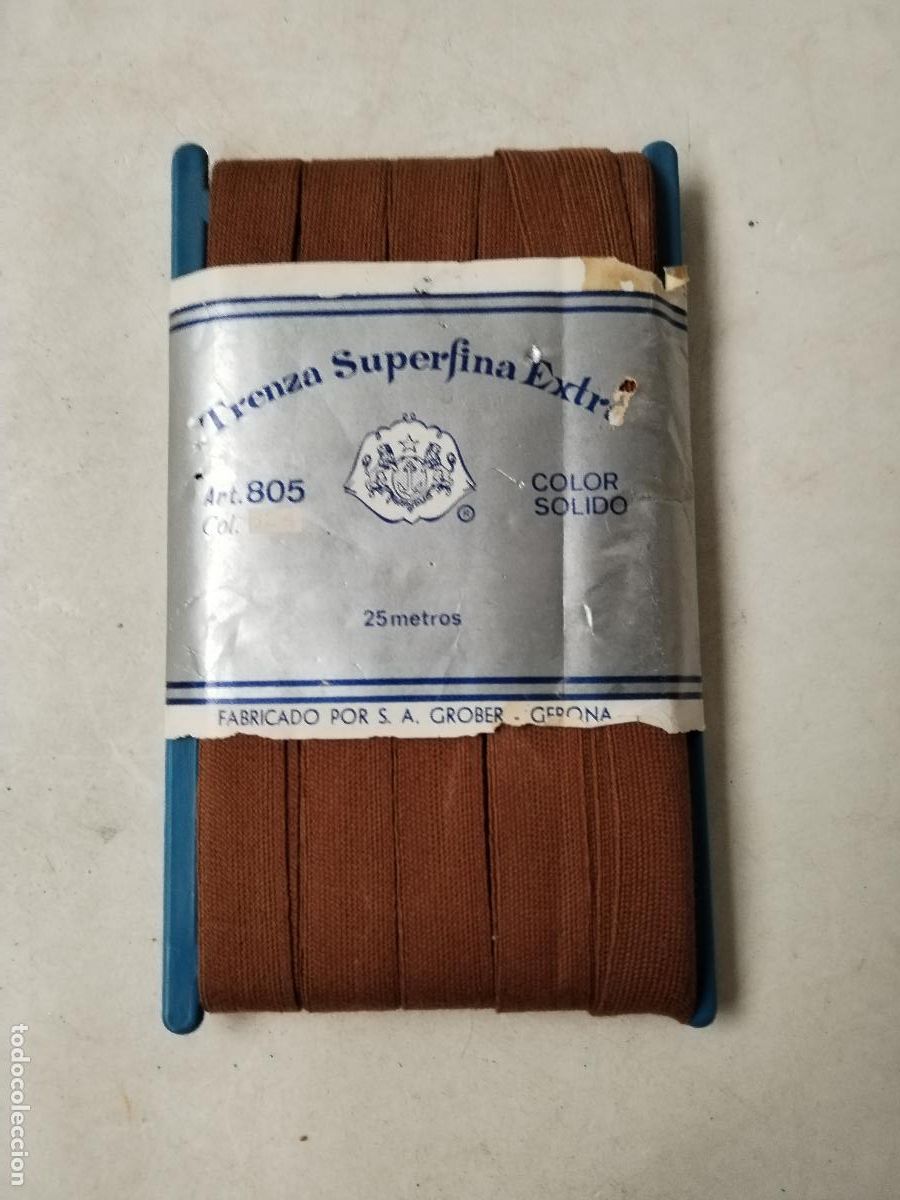 Trenza Superfina Extra
Art. 805
Col.
COLOR
SOLIDO
®
25 metros
FABRICADO POR S. A. GROBER - GERONA
todocoleccion